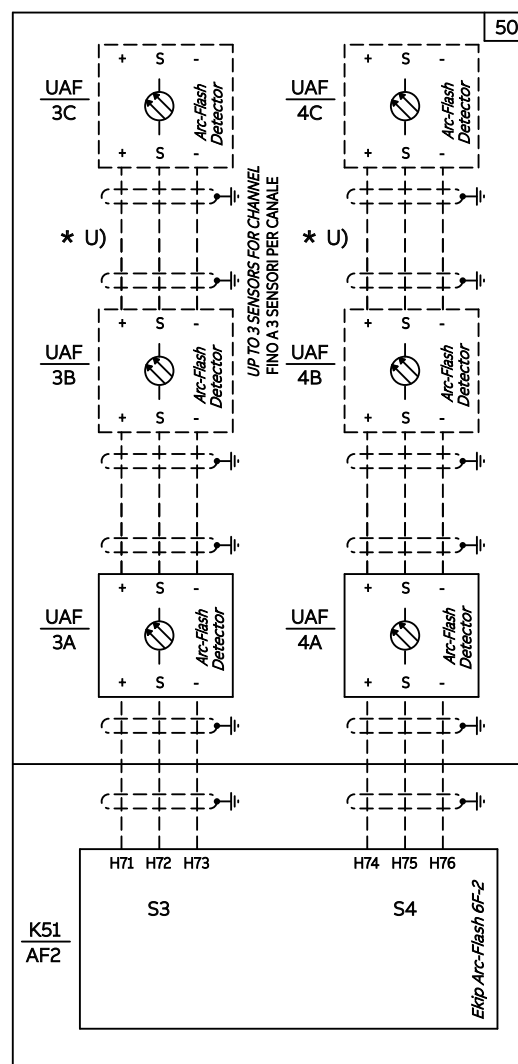 50
+ S - + S -
UAF
3C
Arc-Flash
Detector
UAF
4C
Arc-Flash
Detector
+ S - + S -
* U)
UP TO 3 SENSORS FOR CHANNEL
FINO A 3 SENSORI PER CANALE
* U)
+ S - + S -
UAF
3B
Arc-Flash
Detector
UAF
4B
Arc-Flash
Detector
+ S - + S -
+ S - + S -
UAF
3A
Arc-Flash
Detector
UAF
4A
Arc-Flash
Detector
+ S - + S -
H71 H72 H73 H74 H75 H76
S3 S4
K51
AF2
Ekip Arc-Flash 6F-2